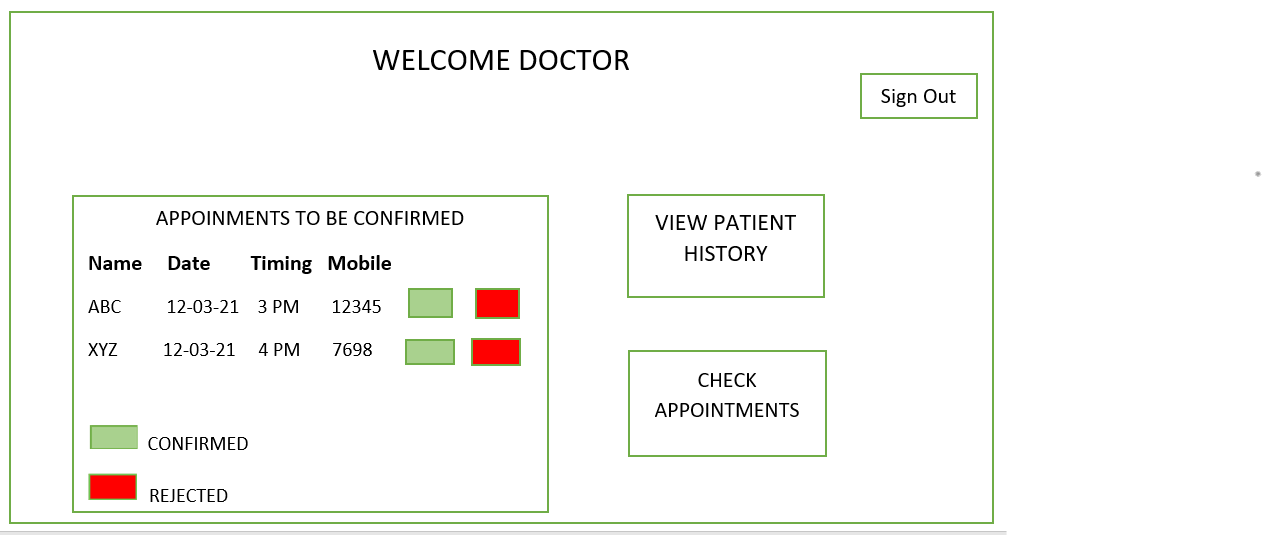 WELCOME DOCTOR
Sign Out
APPOINMENTS TO BE CONFIRMED
Name Date Timing Mobile
ABC 12-03-21 3 PM 12345
XYZ 12-03-21 4 PM 7698
CONFIRMED
REJECTED
VIEW PATIENT
HISTORY
CHECK
APPOINTMENTS